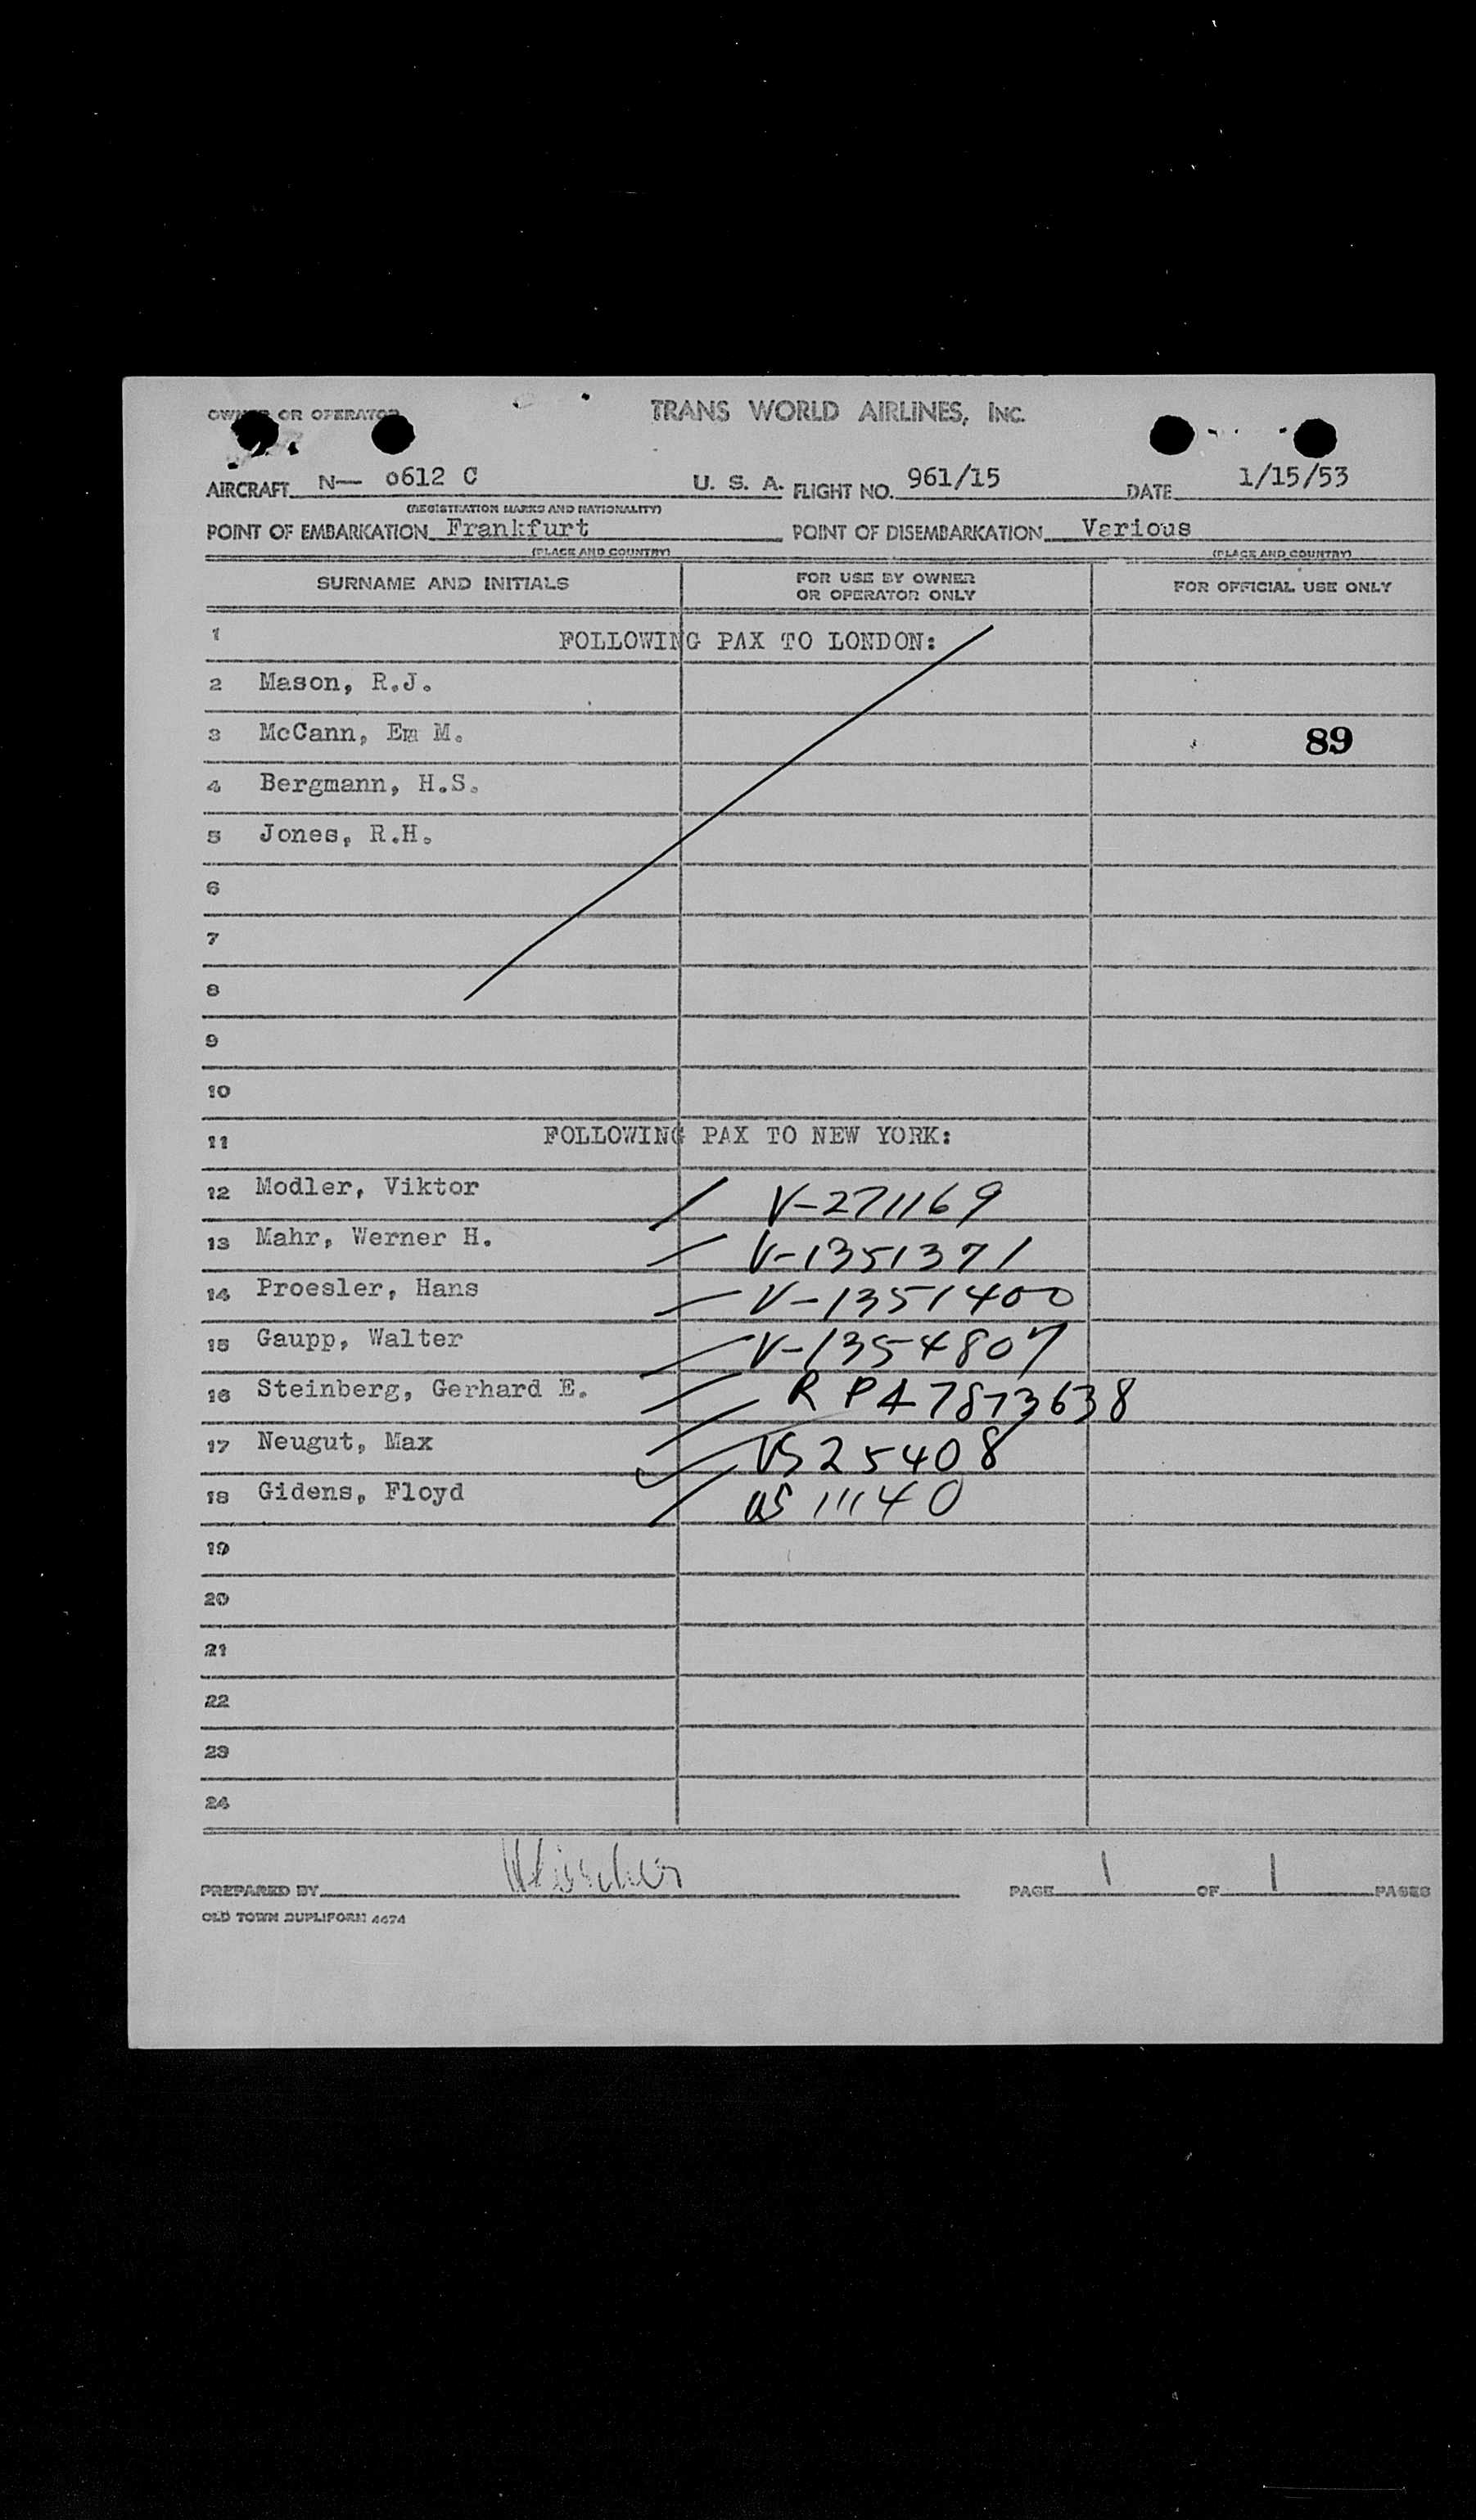 OWNER OR OPERATOR TRANS WORLD AIRLINES, INC.
AIRCRAFT N— 0612 C U. S. A. FLIGHT NO. 961/15 DATE 1/15/53
(REGISTRATION MARKS AND NATIONALITY)
POINT OF EMBARKATION Frankfurt POINT OF DISEMBARKATION Various
(PLACE AND COUNTRY) (PLACE AND COUNTRY)
SURNAME AND INITIALS FOR USE BY OWNER OR OPERATOR ONLY FOR OFFICIAL USE ONLY
1 FOLLOWING PAX TO LONDON:
2 Mason, R.J.
3 McCann, Em M. 89
4 Bergmann, H.S.
5 Jones, R.H.
6
7
8
9
10
11 FOLLOWING PAX TO NEW YORK:
12 Modler, Viktor V-271169
13 Mahr, Werner H. V-1351371
14 Proesler, Hans V-1351400
15 Gaupp, Walter V-1354807
16 Steinberg, Gerhard E. R P A 7873638
17 Neugut, Max US 25408
18 Gidens, Floyd US 11140
19
20
21
22
23
24
PREPARED BY PAGE 1 OF 1 PAGES
OLD TOWN DUPLIFORM 4474